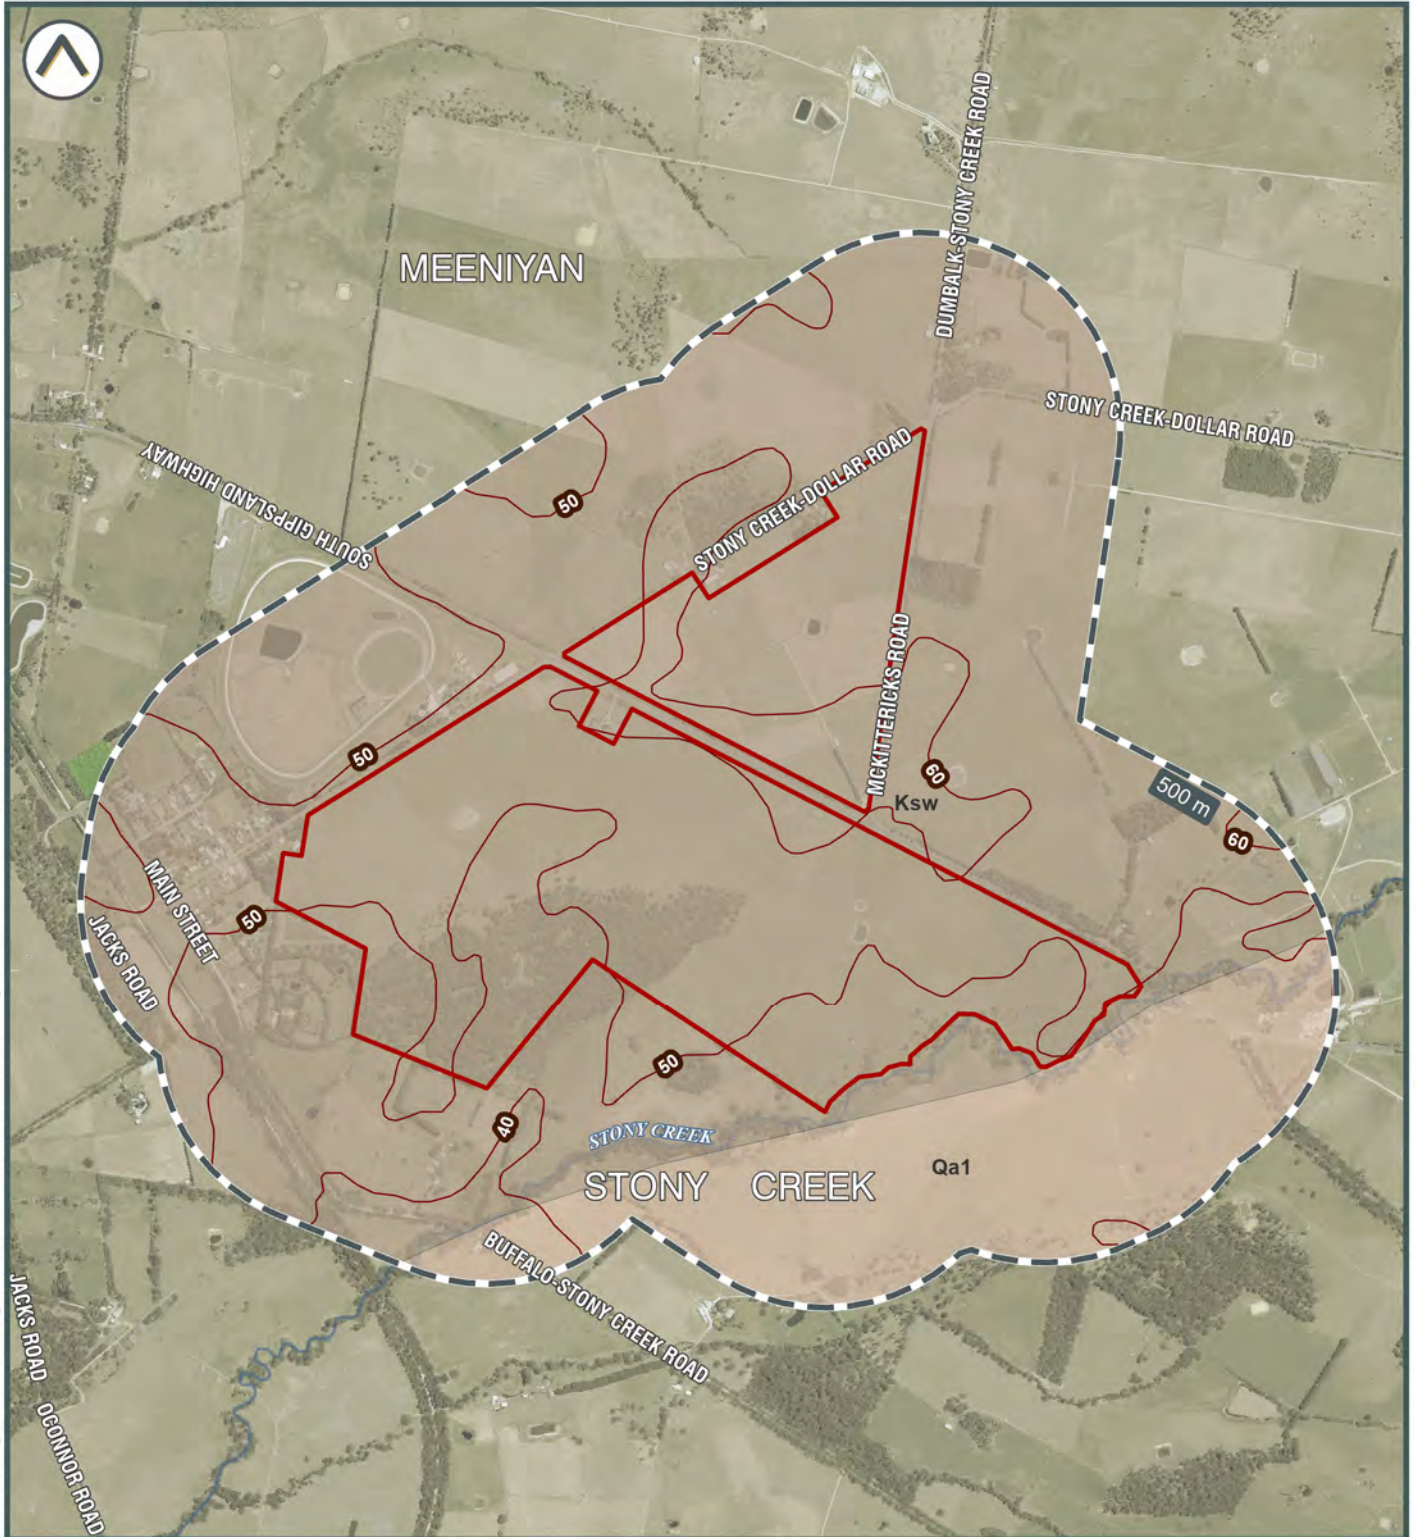 DUMBALK-STONY CREEK ROAD
MEENIYAN
STONY CREEK-DOLLAR ROAD
SOUTH GIPPSLAND HIGHWAY
STONY CREEK-DOLLAR ROAD
50
MCKITTERICKS ROAD
50
60
Ksw
500 m
60
MAIN STREET
50
JACKS ROAD
50
40
STONY CREEK
Qa1
STONY CREEK
BUFFALO-STONY CREEK ROAD
JACKS ROAD
OCONNOR ROAD